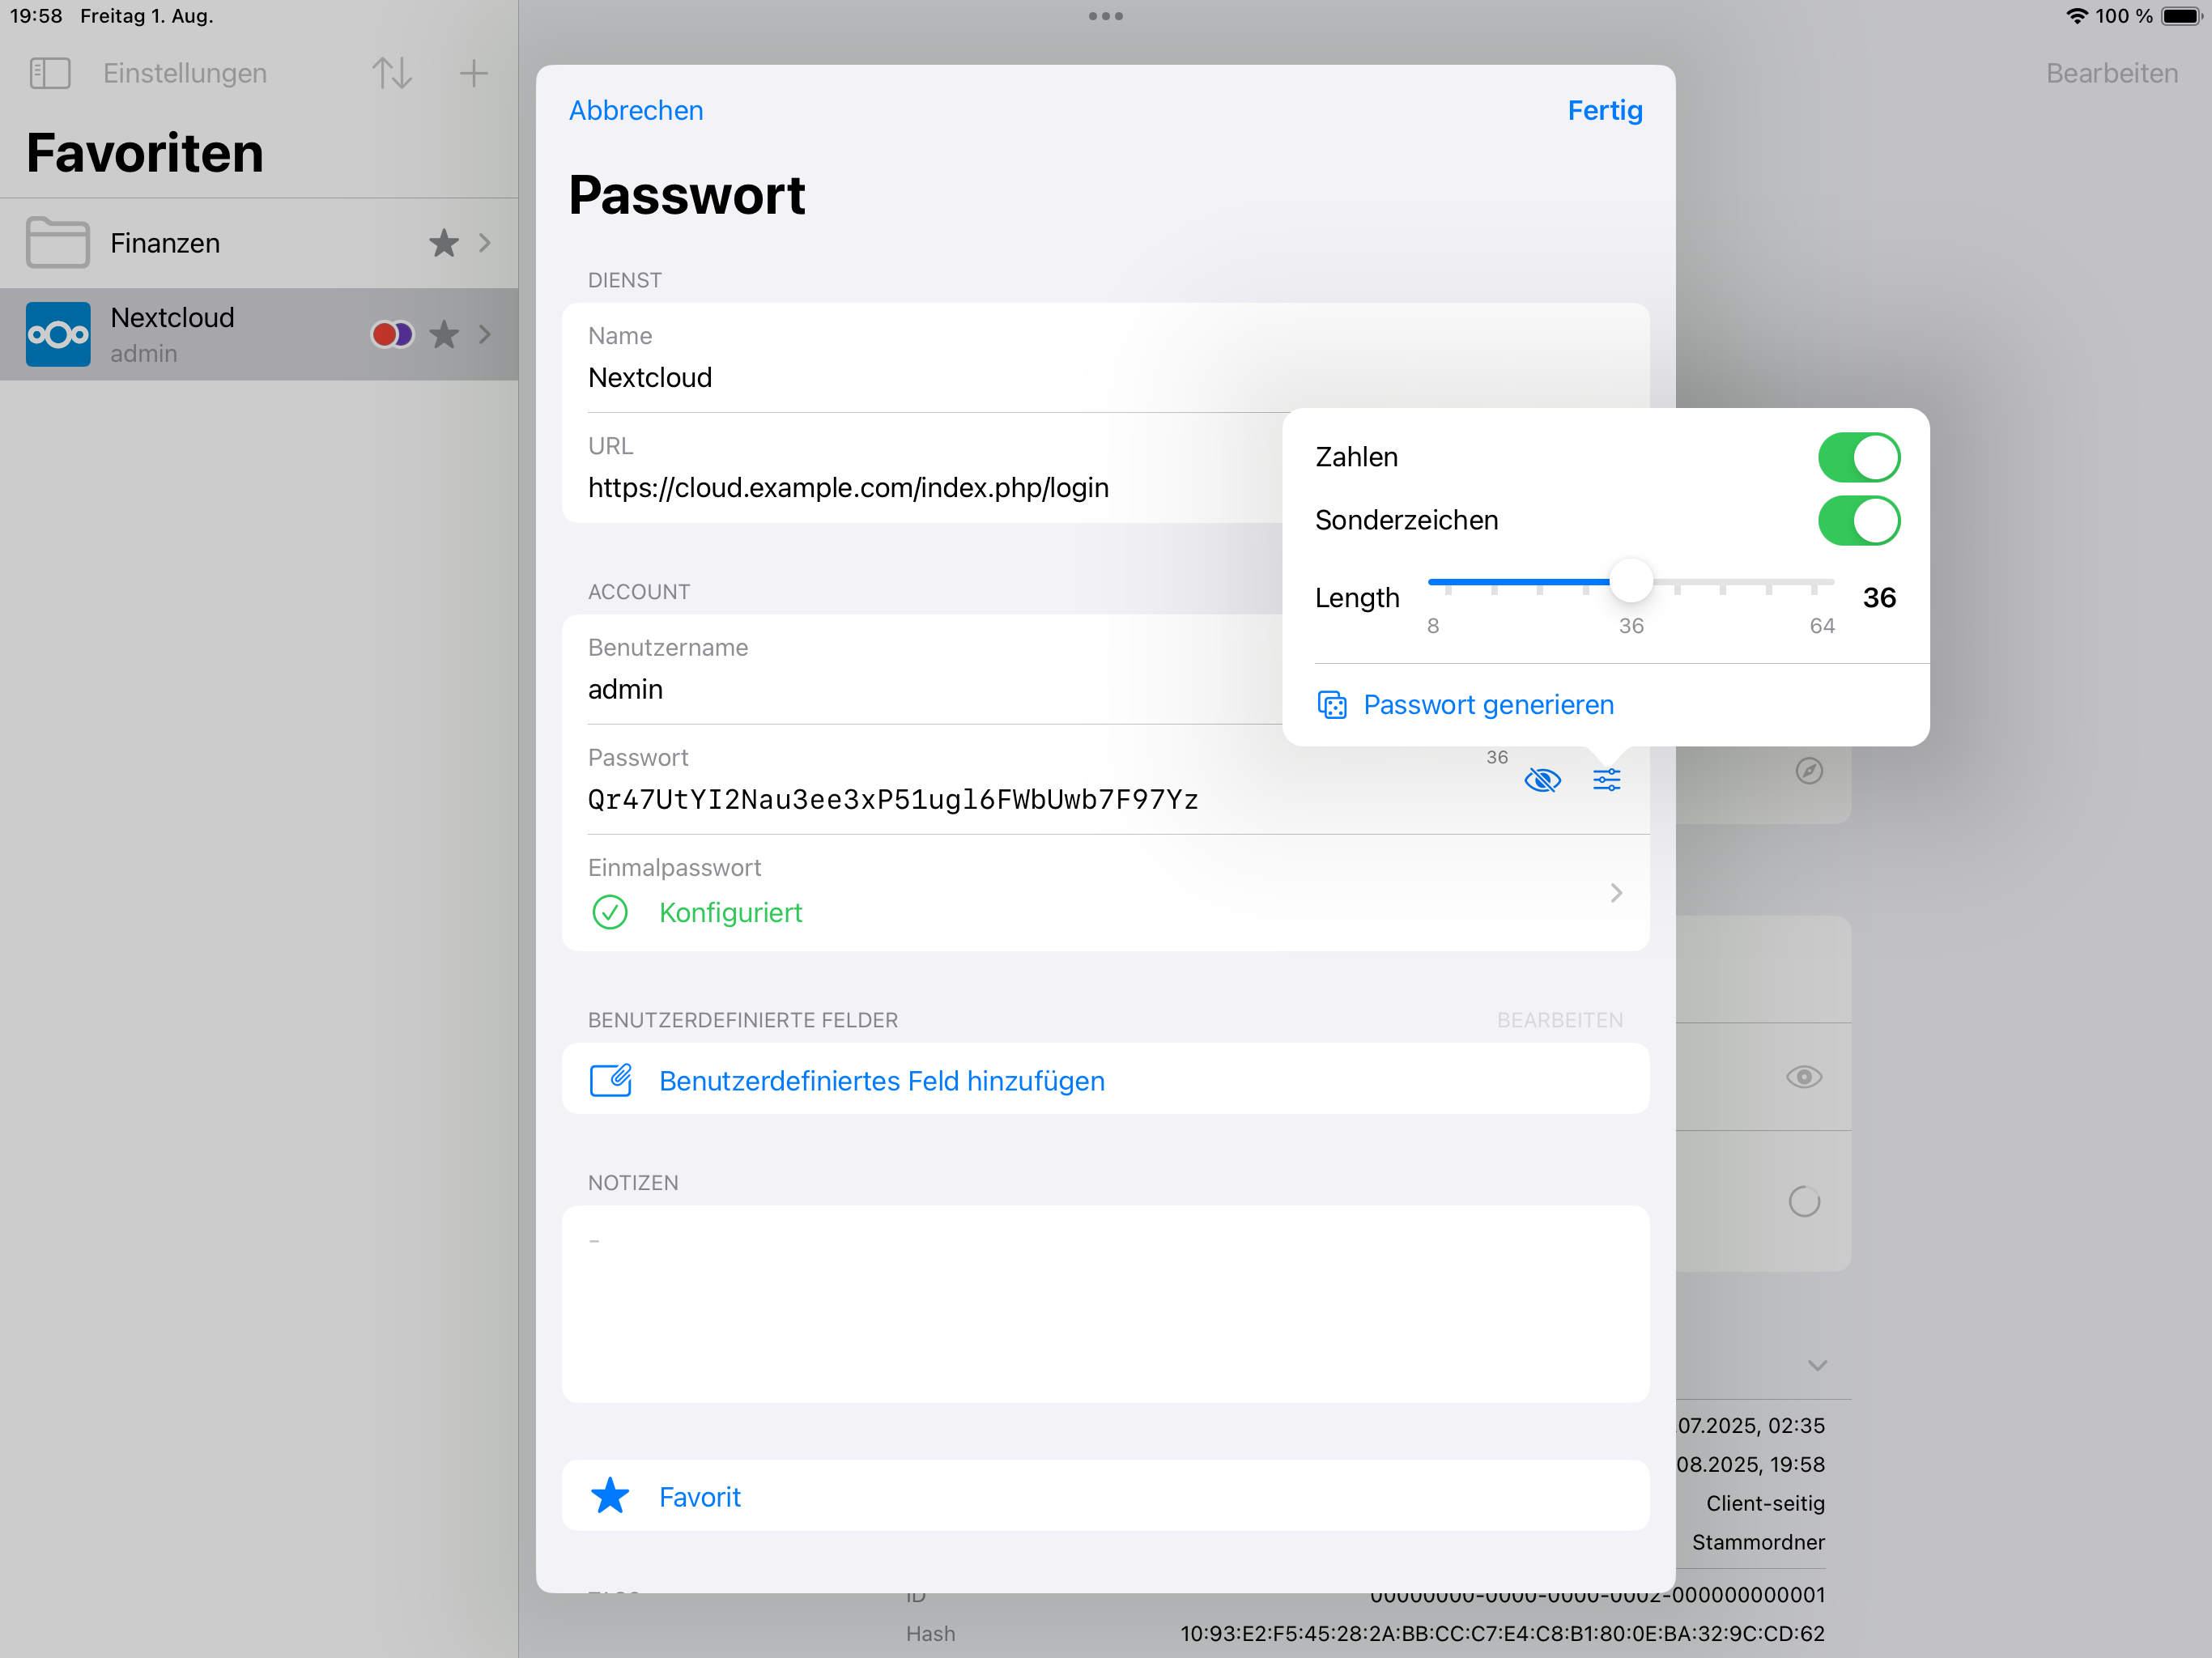 19:58 Freitag 1. Aug.
100 %
Einstellungen
Bearbeiten
Favoriten
Finanzen
Nextcloud
admin
Abbrechen
Fertig
Passwort
DIENST
Name
Nextcloud
URL
https://cloud.example.com/index.php/login
Zahlen
Sonderzeichen
Length
36
8
36
64
Passwort generieren
ACCOUNT
Benutzername
admin
Passwort
36
Qr47UtYI2Nau3ee3xP51ugl6FWbUwb7F97Yz
Einmalpasswort
Konfiguriert
BENUTZERDEFINIERTE FELDER
BEARBEITEN
Benutzerdefiniertes Feld hinzufügen
NOTIZEN
-
Favorit
07.2025, 02:35
08.2025, 19:58
Client-seitig
Stammordner
ID
00000000-0000-0000-0002-000000000001
Hash
10:93:E2:F5:45:28:2A:BB:CC:C7:E4:C8:B1:80:0E:BA:32:9C:CD:62